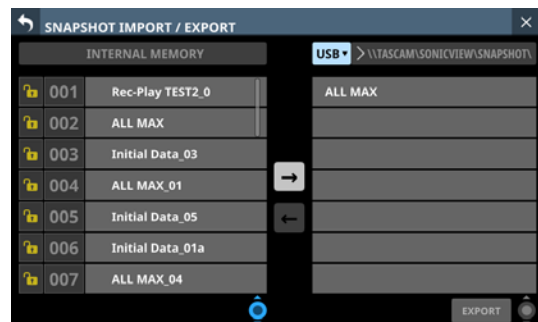 SNAPSHOT IMPORT / EXPORT
INTERNAL MEMORY
USB \\TASCAM\SONICVIEW\SNAPSHOT\
001 Rec-Play TEST2_0
002 ALL MAX
003 Initial Data_03
004 ALL MAX_01
005 Initial Data_05
006 Initial Data_01a
007 ALL MAX_04
ALL MAX
EXPORT